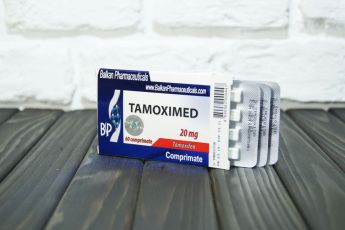 Balkan Pharmaceuticals
www.BalkanPharmaceuticals.com
TAMOXIMED
BP
20 mg
60 comprimate
Tamoxifen
Comprimate